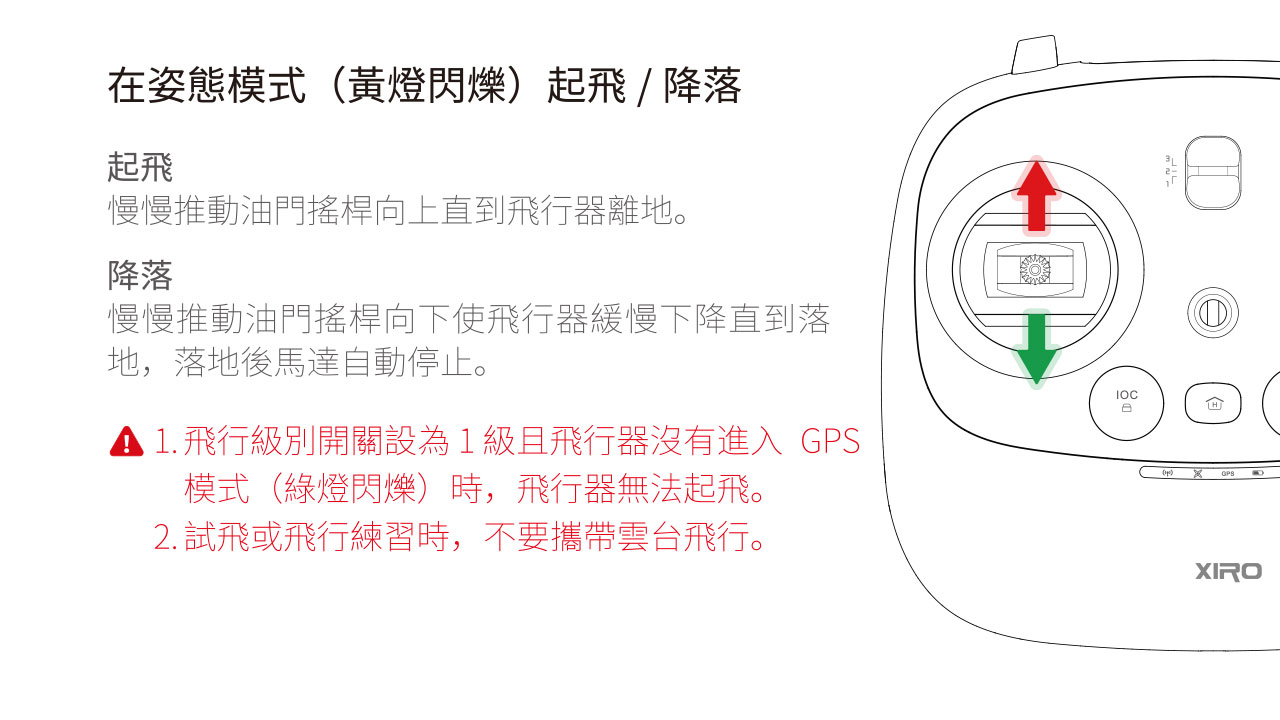 在姿態模式（黃燈閃爍）起飛 / 降落
起飛
慢慢推動油門搖桿向上直到飛行器離地。
降落
慢慢推動油門搖桿向下使飛行器緩慢下降直到落
地，落地後馬達自動停止。
1. 飛行級別開關設為 1 級且飛行器沒有進入 GPS
模式（綠燈閃爍）時，飛行器無法起飛。
2. 試飛或飛行練習時，不要攜帶雲台飛行。
3
2
1
IOC
H
GPS
XIRO